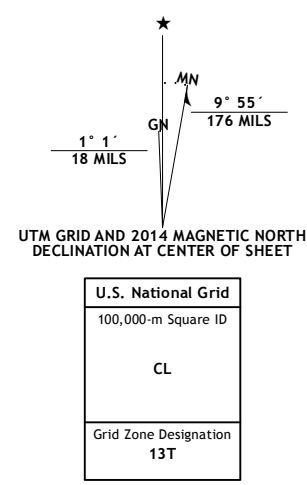 ★
MN
9° 55´
176 MILS
GN
1° 1´
18 MILS
UTM GRID AND 2014 MAGNETIC NORTH
DECLINATION AT CENTER OF SHEET
U.S. National Grid
100,000-m Square ID
CL
Grid Zone Designation
13T